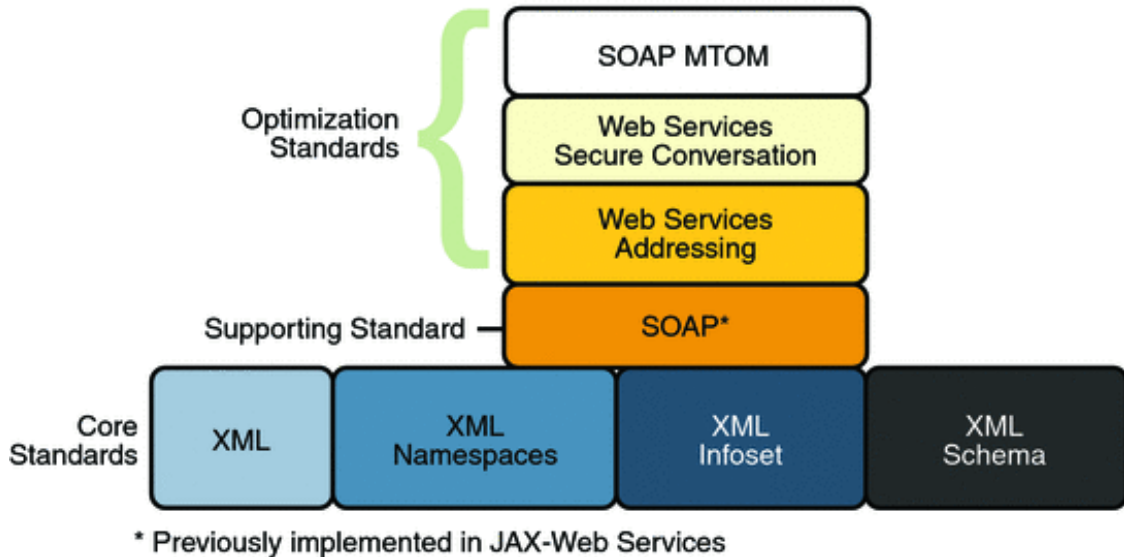 SOAP MTOM
Optimization
Standards
Web Services
Secure Conversation
Web Services
Addressing
Supporting Standard
SOAP*
Core
Standards
XML
XML
Namespaces
XML
Infoset
XML
Schema
* Previously implemented in JAX-Web Services